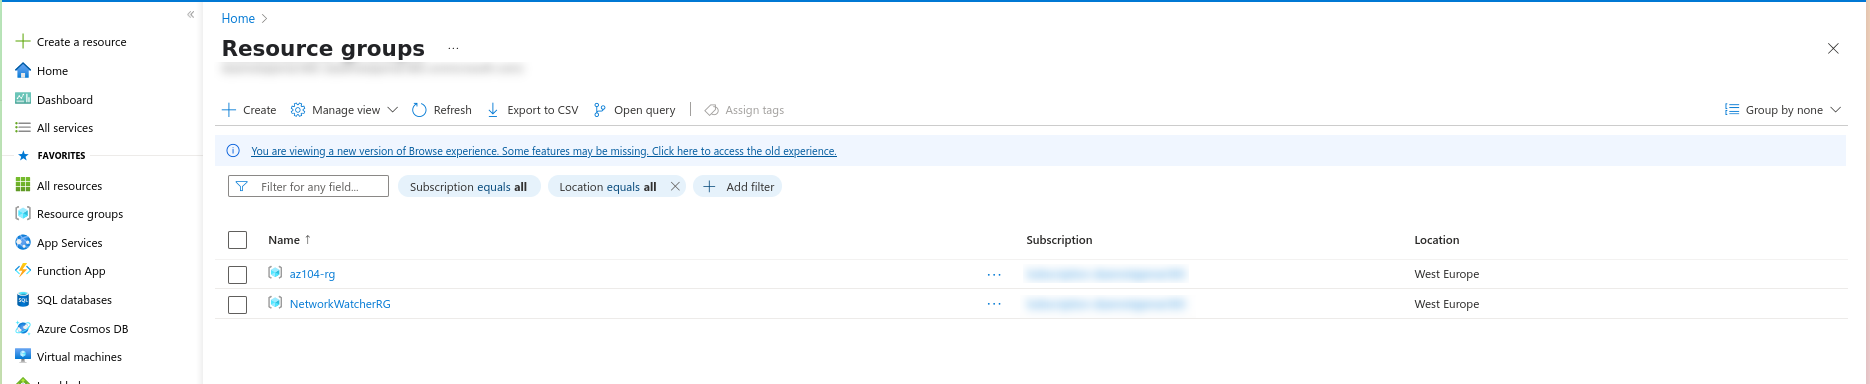 Create a resource
Home
Dashboard
All services
FAVORITES
All resources
Resource groups
App Services
Function App
SQL databases
Azure Cosmos DB
Virtual machines
Home
Resource groups
Create Manage view Refresh Export to CSV Open query Assign tags Group by none
You are viewing a new version of Browse experience. Some features may be missing. Click here to access the old experience.
Filter for any field... Subscription equals all Location equals all Add filter
Name ↑ Subscription Location
az104-rg West Europe
NetworkWatcherRG West Europe